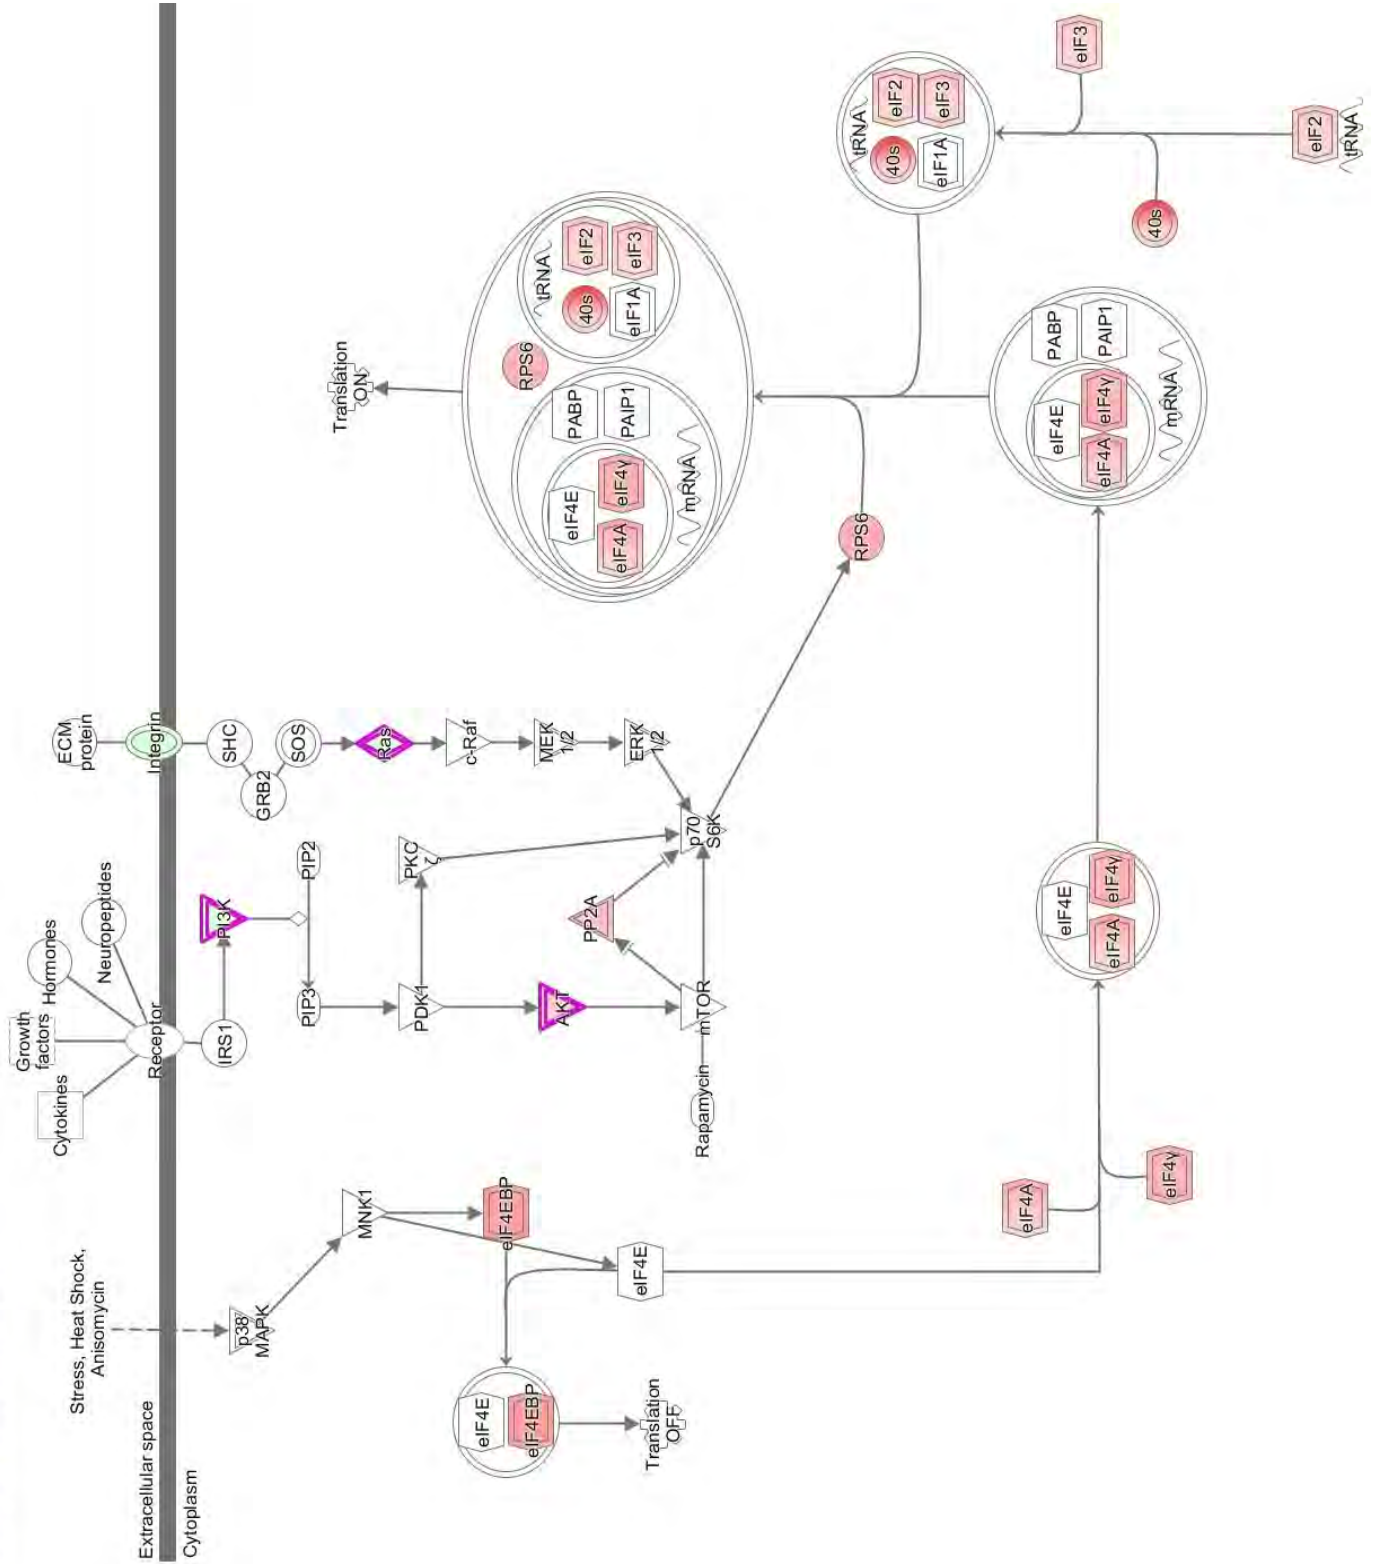 Extracellular space
Cytoplasm
Stress, Heat Shock,
Anisomycin
p38
MAPK
MNK1
eIF4EBP
eIF4E
eIF4E
eIF4EBP
Translation
OFF
Cytokines
Growth
factors
Hormones
Neuropeptides
Receptor
IRS1
PI3K
PIP2
PIP3
PDK1
PKC
AKT
PP2A
mTOR
Rapamycin
p70
S6K
ECM
protein
Integrin
SHC
GRB2
SOS
Ras
c-Raf
MEK
1/2
ERK
1/2
RPS6
eIF4A
eIF4γ
eIF4E
eIF4A
eIF4γ
eIF4E
eIF4A
eIF4γ
PABP
PAIP1
mRNA
Translation
ON
eIF4E
eIF4A
eIF4γ
PABP
PAIP1
mRNA
RPS6
tRNA
40s
eIF2
eIF1A
eIF3
tRNA
40s
eIF2
eIF1A
eIF3
eIF3
40s
eIF2
tRNA